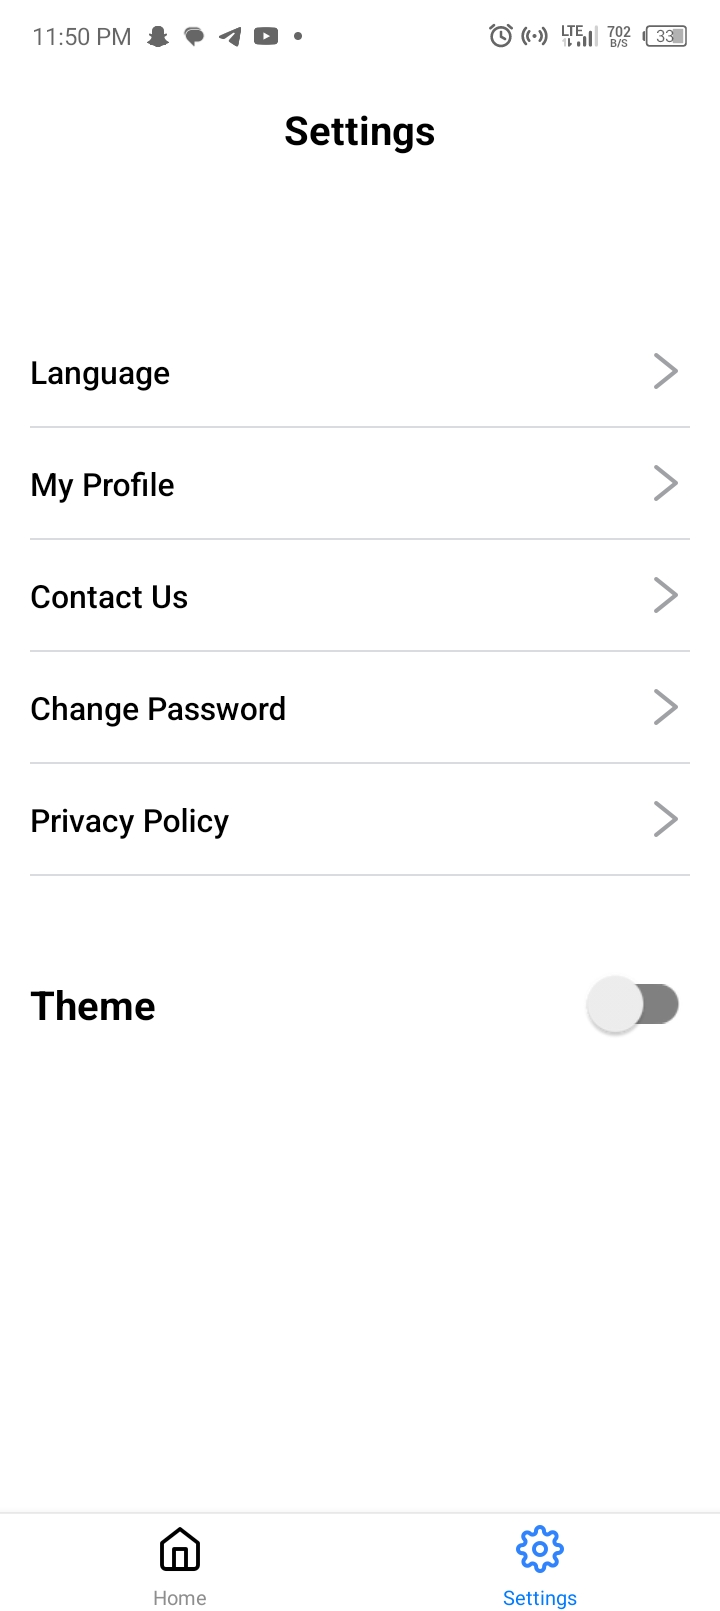 11:50 PM LTE 702 B/S 33
Settings
Language
My Profile
Contact Us
Change Password
Privacy Policy
Theme
Home Settings